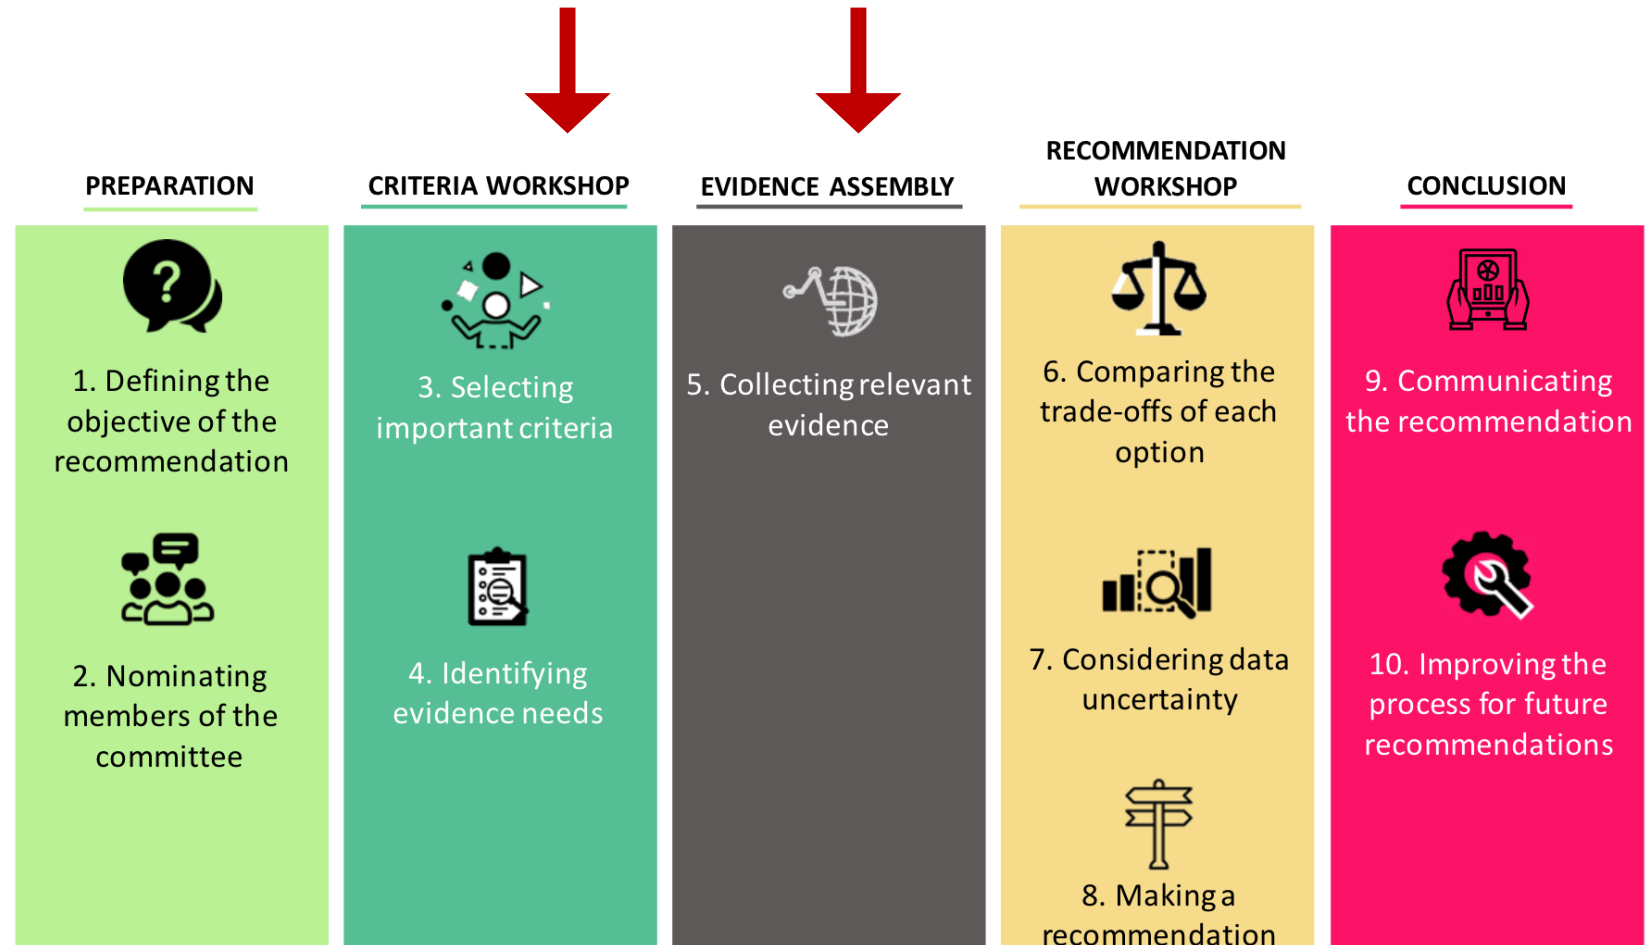 PREPARATION
1. Defining the
objective of the
recommendation
2. Nominating
members of the
committee
CRITERIA WORKSHOP
3. Selecting
important criteria
4. Identifying
evidence needs
EVIDENCE ASSEMBLY
5. Collecting relevant
evidence
RECOMMENDATION
WORKSHOP
6. Comparing the
trade-offs of each
option
7. Considering data
uncertainty
8. Making a
recommendation
CONCLUSION
9. Communicating
the recommendation
10. Improving the
process for future
recommendations